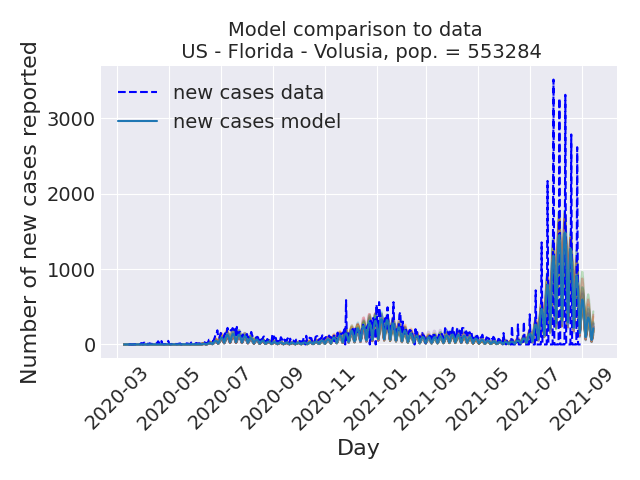 Model comparison to data
US - Florida - Volusia, pop. = 553284
Number of new cases reported
new cases data
new cases model
3000
2000
1000
0
2020-03
2020-05
2020-07
2020-09
2020-11
2021-01
2021-03
2021-05
2021-07
2021-09
Day